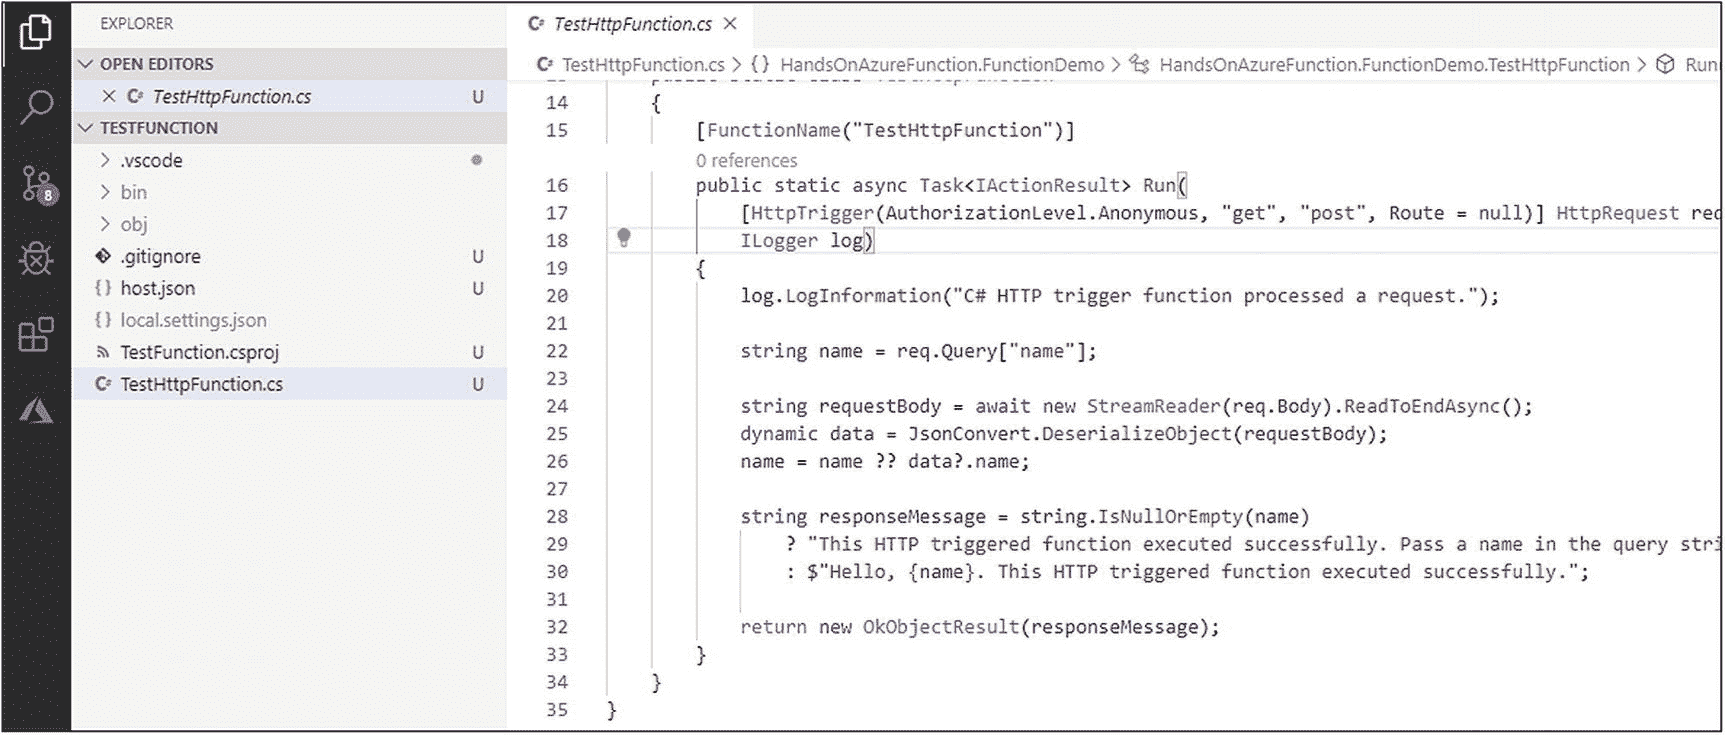 EXPLORER
OPEN EDITORS
TestHttpFunction.cs U
TESTFUNCTION
.vscode
bin
obj
.gitignore U
{} host.json U
{} local.settings.json
TestFunction.csproj U
C# TestHttpFunction.cs U
8
C# TestHttpFunction.cs
C# TestHttpFunction.cs > {} HandsOnAzureFunction.FunctionDemo > HandsOnAzureFunction.FunctionDemo.TestHttpFunction >
14 {
15 [FunctionName("TestHttpFunction")]
0 references
16 public static async Task<IActionResult> Run(
17 [HttpTrigger(AuthorizationLevel.Anonymous, "get", "post", Route = null)] HttpRequest
18 ILogger log)
19 {
20 log.LogInformation("C# HTTP trigger function processed a request.");
21
22 string name = req.Query["name"];
23
24 string requestBody = await new StreamReader(req.Body).ReadToEndAsync();
25 dynamic data = JsonConvert.DeserializeObject(requestBody);
26 name = name ?? data?.name;
27
28 string responseMessage = string.IsNullOrEmpty(name)
29 ? "This HTTP triggered function executed successfully. Pass a name in the query stri
30 : $"Hello, {name}. This HTTP triggered function executed successfully.";
31
32 return new OkObjectResult(responseMessage);
33 }
34 }
35 }